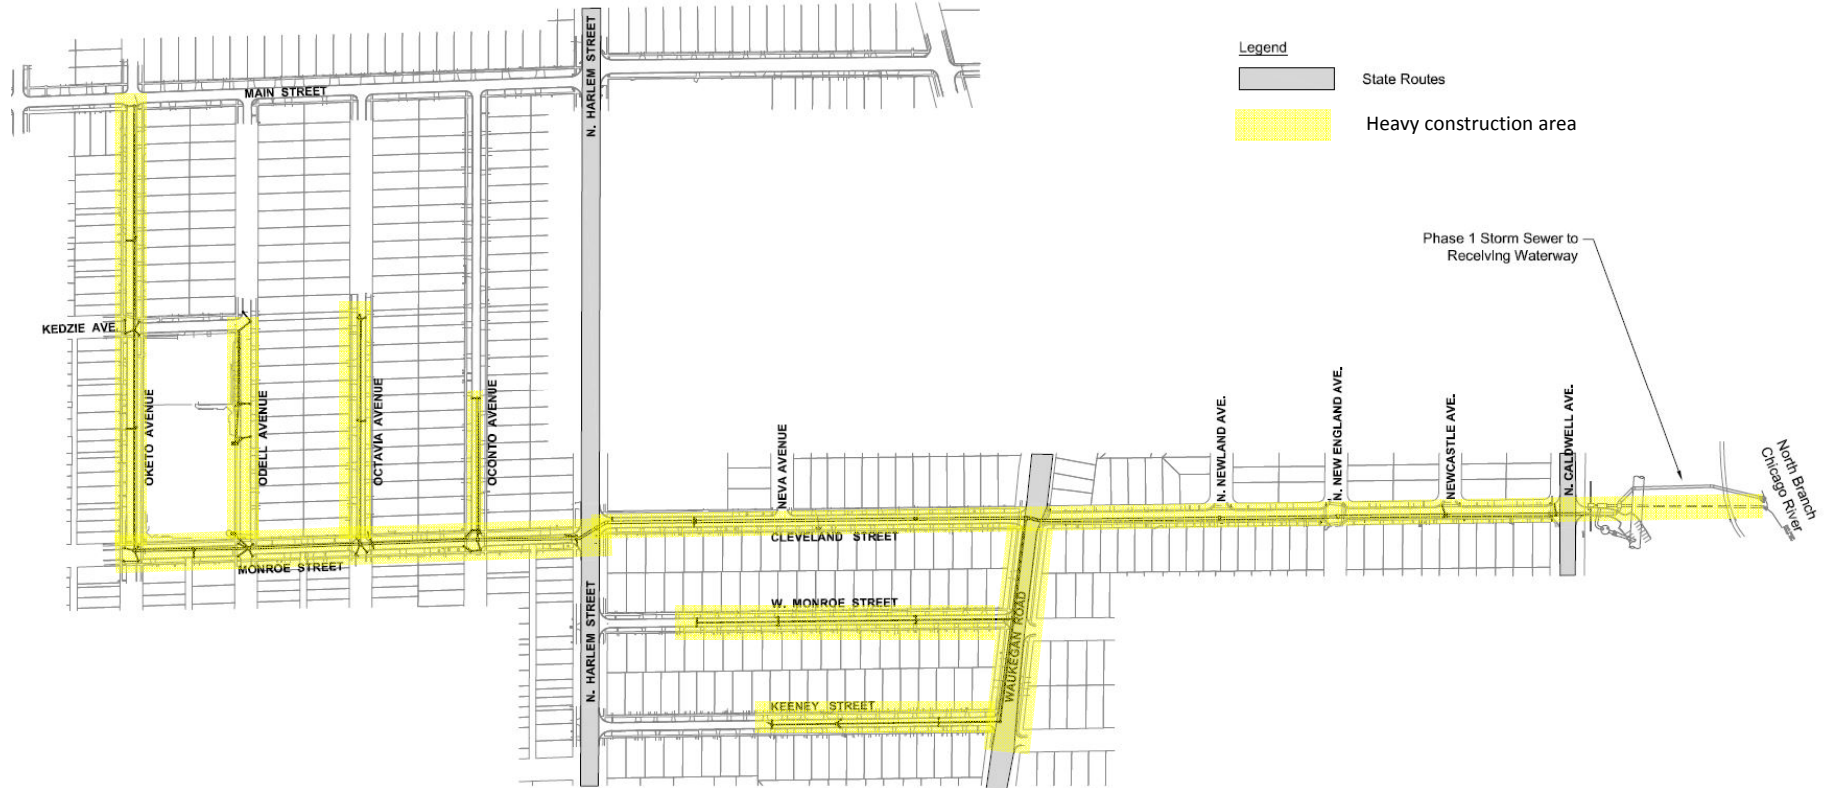 Legend
State Routes
Heavy construction area
MAIN STREET
N. HARLEM STREET
Phase 1 Storm Sewer to
Receiving Waterway
KEDZIE AVE.
OKETO AVENUE
ODELL AVENUE
OCTAVIA AVENUE
OCONTO AVENUE
NEVA AVENUE
N. NEWLAND AVE.
N. NEW ENGLAND AVE.
NEWCASTLE AVE.
N. CALDWELL AVE.
North Branch
Chicago River
CLEVELAND STREET
MONROE STREET
N. HARLEM STREET
W. MONROE STREET
WAUKEGAN ROAD
KEENEY STREET